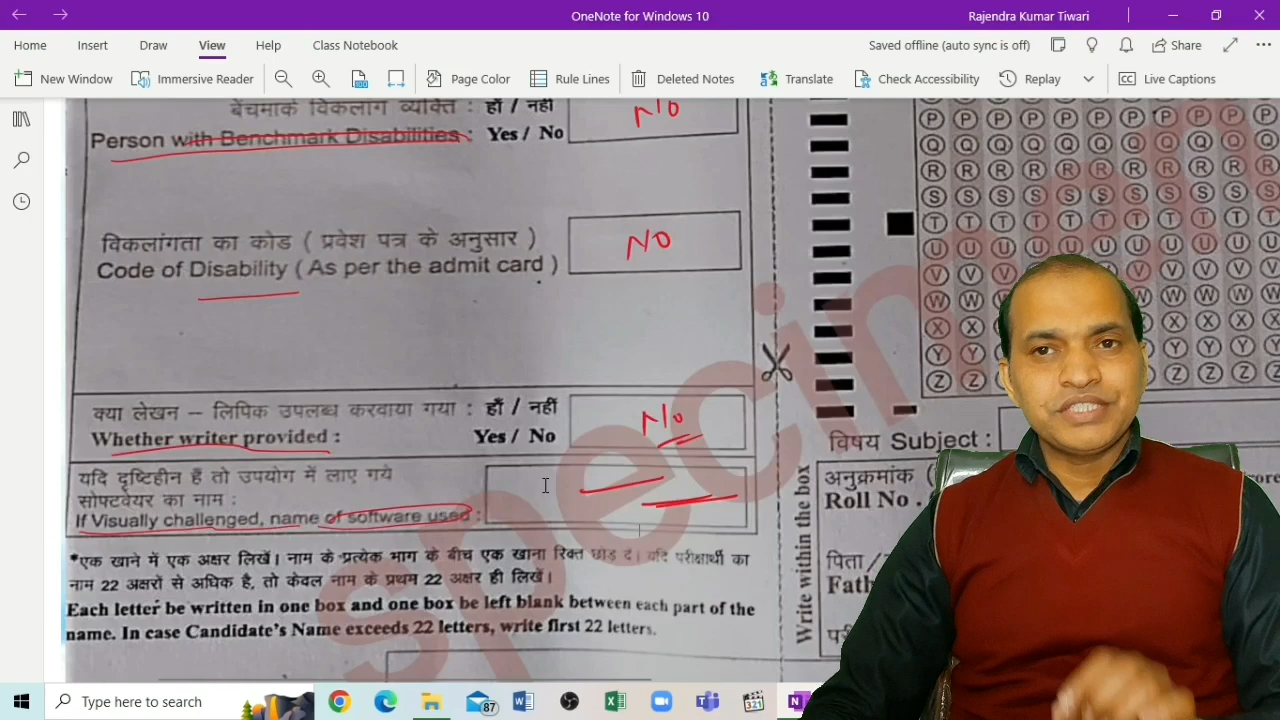 OneNote for Windows 10
Rajendra Kumar Tiwari
Home Insert Draw View Help Class Notebook
Saved offline (auto sync is off)
Share
New Window
Immersive Reader
Page Color
Rule Lines
Deleted Notes
Translate
Check Accessibility
Replay
Live Captions
बेंचमार्क विकलांग व्यक्ति : हाँ / नहीं
Person with Benchmark Disabilities : Yes / No
No
विकलांगता का कोड ( प्रवेश पत्र के अनुसार )
Code of Disability ( As per the admit card )
NO
क्या लेखन – लिपिक उपलब्ध करवाया गया : हाँ / नहीं
Whether writer provided : Yes / No
No
यदि दृष्टिहीन हैं तो उपयोग में लाए गये
सोफ्टवेयर का नाम :
If Visually challenged, name of software used :
*एक खाने में एक अक्षर लिखें। नाम के प्रत्येक भाग के बीच एक खाना रिक्त छोड़ दें। यदि परीक्षार्थी का
नाम 22 अक्षरों से अधिक है, तो केवल नाम के प्रथम 22 अक्षर ही लिखें।
Each letter be written in one box and one box be left blank between each part of the
name. In case Candidate's Name exceeds 22 letters, write first 22 letters.
P P P P P P P P P P
Q Q Q Q Q Q Q Q Q Q
R R R R R R R R R R
S S S S S S S S S S
T T T T T T T T T T
U U U U U U U U U U
V V V V V V V V V V
W W
X X
Y Y
Z Z
विषय Subject :
अनुक्रमांक (
Roll No.
पिता /
Fath
Write within the box
Specim
Type here to search
87
321